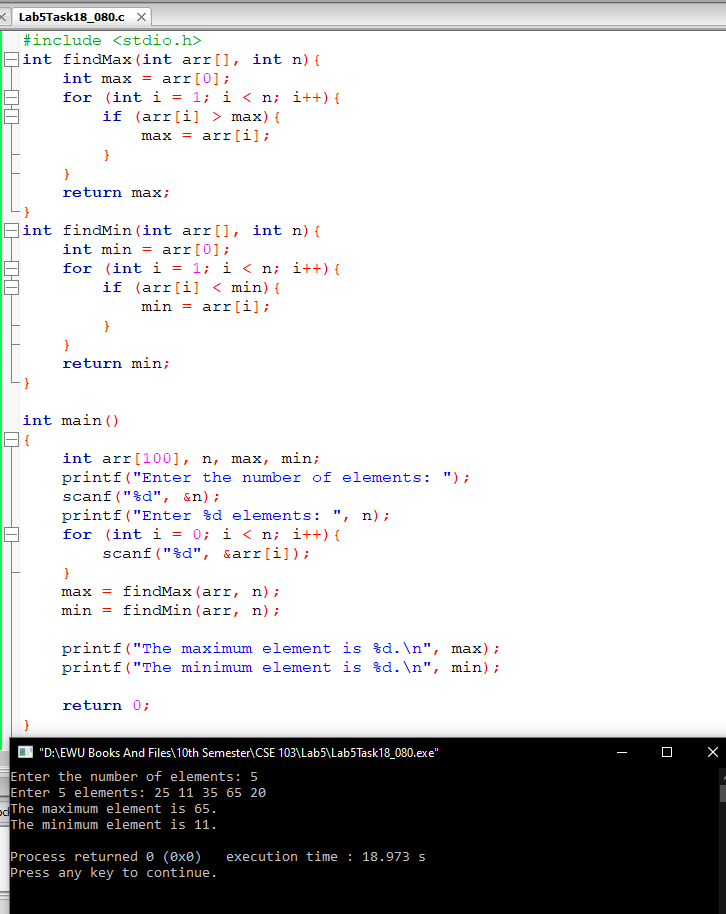 Lab5Task18_080.c
#include <stdio.h>
int findMax(int arr[], int n){
    int max = arr[0];
    for (int i = 1; i < n; i++){
        if (arr[i] > max){
            max = arr[i];
        }
    }
    return max;
}
int findMin(int arr[], int n){
    int min = arr[0];
    for (int i = 1; i < n; i++){
        if (arr[i] < min){
            min = arr[i];
        }
    }
    return min;
}
int main()
{
    int arr[100], n, max, min;
    printf("Enter the number of elements: ");
    scanf("%d", &n);
    printf("Enter %d elements: ", n);
    for (int i = 0; i < n; i++){
        scanf("%d", &arr[i]);
    }
    max = findMax(arr, n);
    min = findMin(arr, n);
    printf("The maximum element is %d.\n", max);
    printf("The minimum element is %d.\n", min);
    return 0;
}
"D:\EWU Books And Files\10th Semester\CSE 103\Lab5\Lab5Task18_080.exe"
Enter the number of elements: 5
Enter 5 elements: 25 11 35 65 20
The maximum element is 65.
The minimum element is 11.
Process returned 0 (0x0)   execution time : 18.973 s
Press any key to continue.